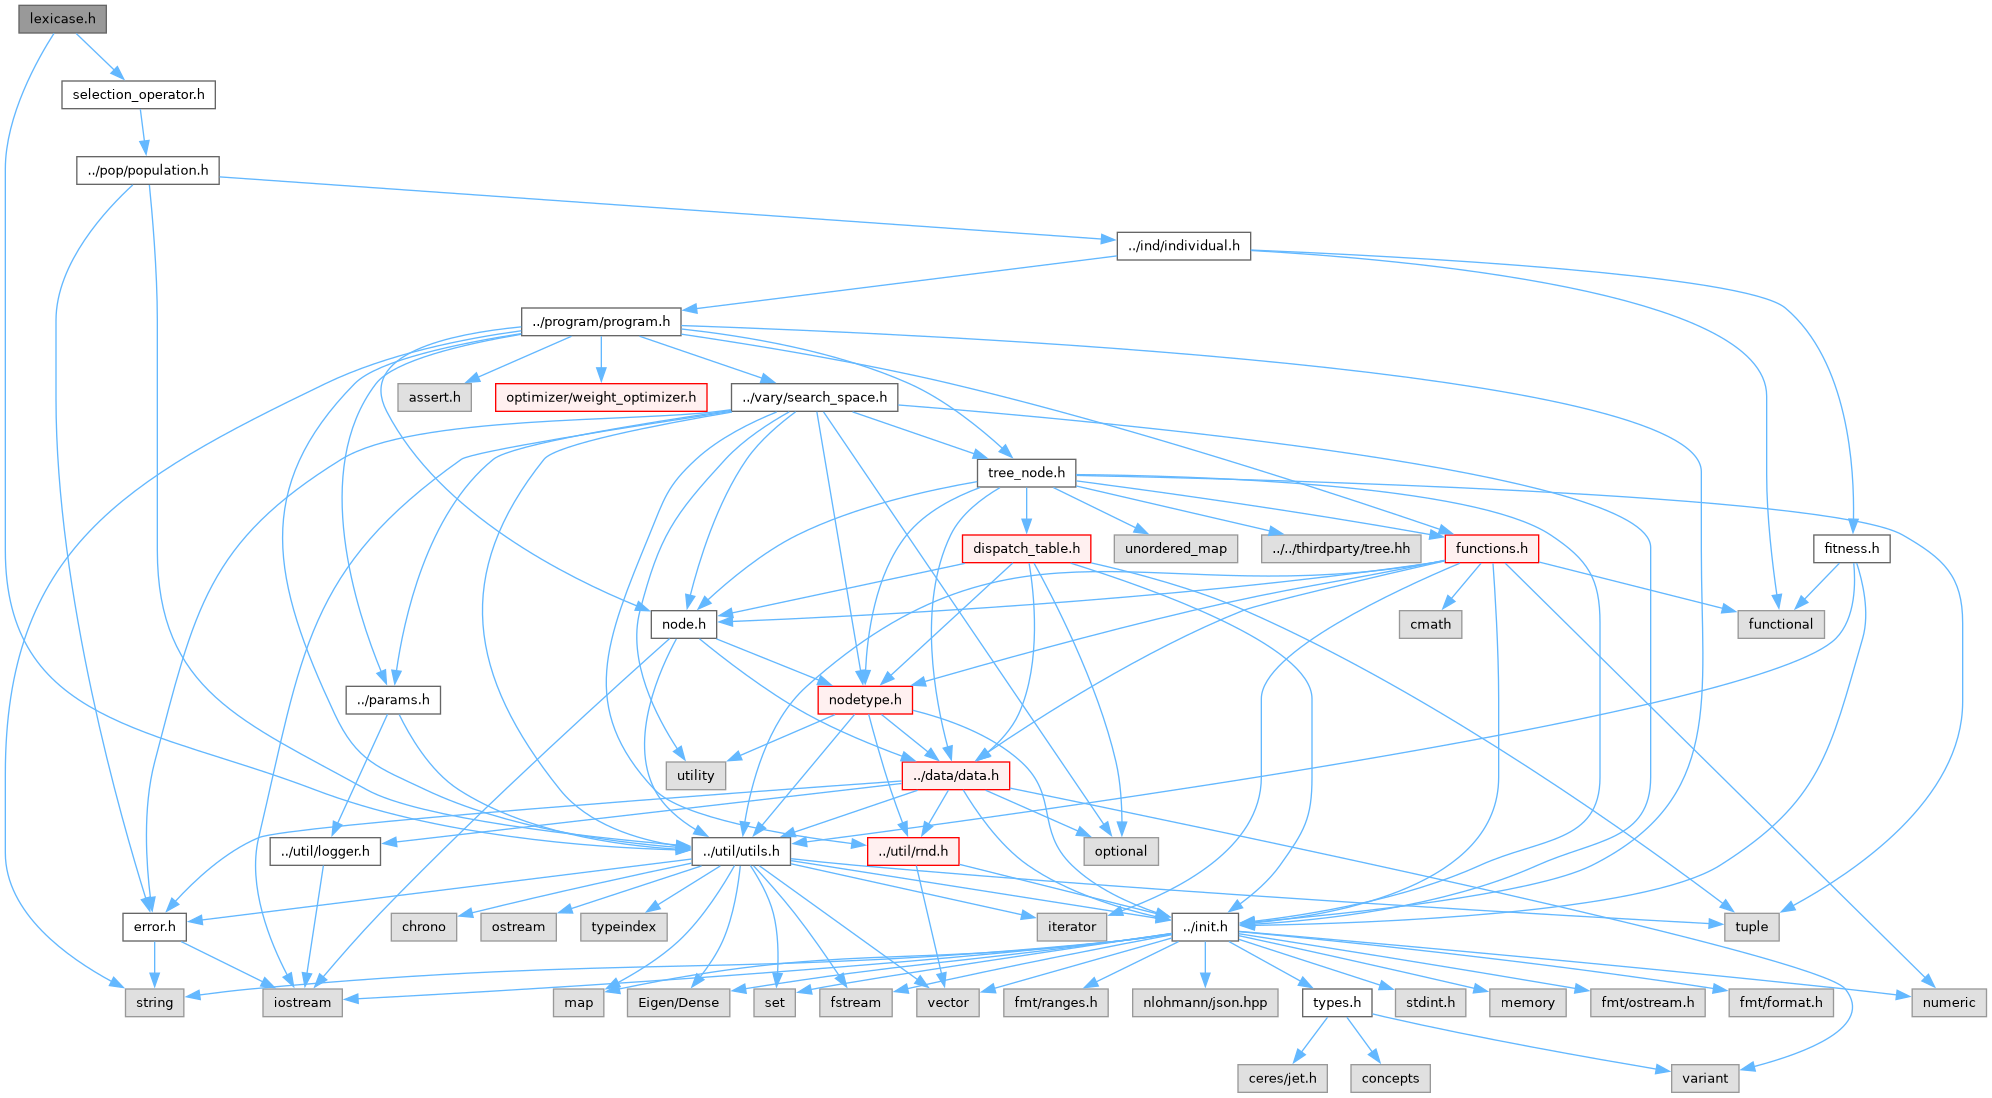 lexicase.h
selection_operator.h
../pop/population.h
../ind/individual.h
../program/program.h
assert.h
optimizer/weight_optimizer.h
../vary/search_space.h
tree_node.h
dispatch_table.h
unordered_map
../../thirdparty/tree.hh
functions.h
fitness.h
node.h
cmath
functional
../params.h
nodetype.h
utility
../data/data.h
../util/logger.h
../util/utils.h
../util/rnd.h
optional
error.h
chrono
ostream
typeindex
iterator
../init.h
tuple
string
iostream
map
Eigen/Dense
set
fstream
vector
fmt/ranges.h
nlohmann/json.hpp
types.h
stdint.h
memory
fmt/ostream.h
fmt/format.h
numeric
ceres/jet.h
concepts
variant